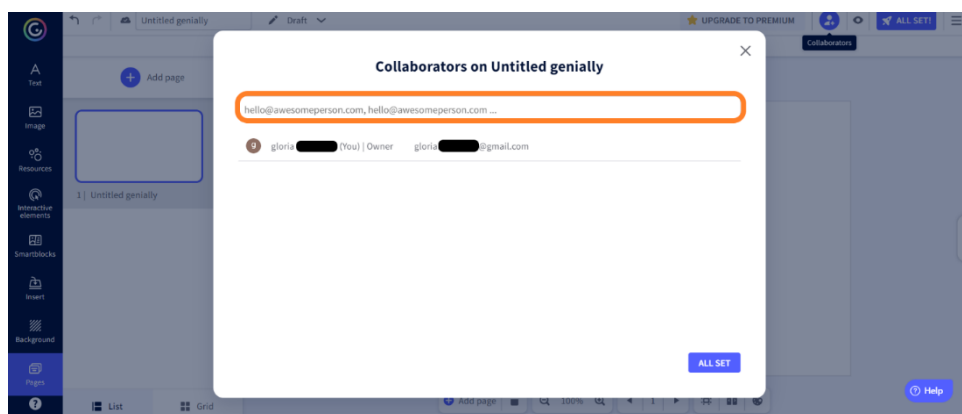 Untitled genially
Draft
UPGRADE TO PREMIUM
ALL SET!
Collaborators
Text
Image
Resources
Interactive
elements
Smartblocks
Insert
Background
Pages
Add page
1 | Untitled genially
List
Grid
Collaborators on Untitled genially
hello@awesomeperson.com, hello@awesomeperson.com ...
g gloria (You) | Owner gloria @gmail.com
ALL SET
Add page 100% 1
? Help